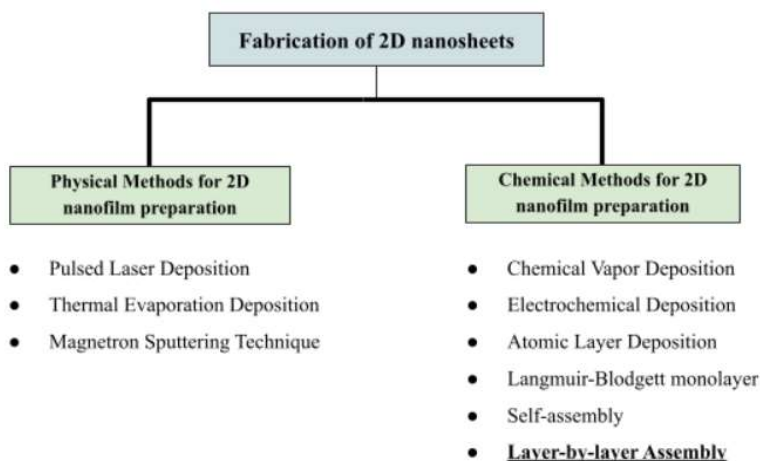 Fabrication of 2D nanosheets
Physical Methods for 2D
nanofilm preparation
● Pulsed Laser Deposition
● Thermal Evaporation Deposition
● Magnetron Sputtering Technique
Chemical Methods for 2D
nanofilm preparation
● Chemical Vapor Deposition
● Electrochemical Deposition
● Atomic Layer Deposition
● Langmuir-Blodgett monolayer
● Self-assembly
● Layer-by-layer Assembly